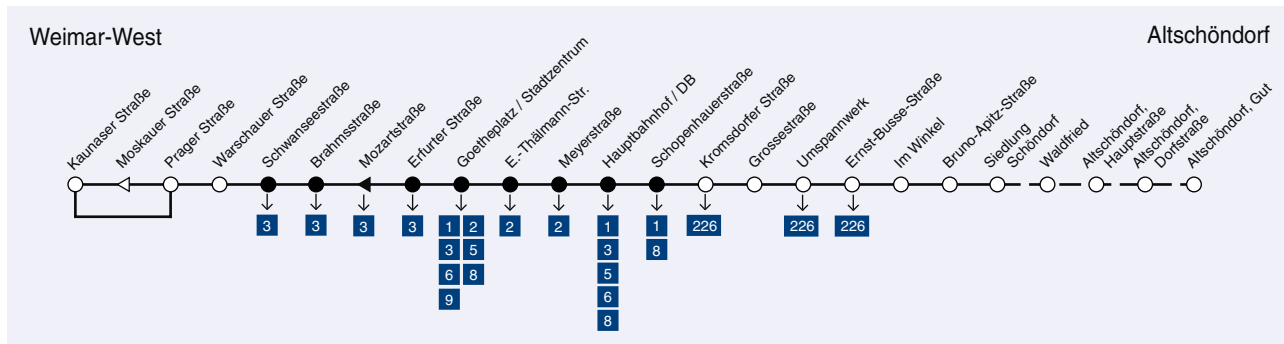 Weimar-West
Altschöndorf
Kaunaser Straße
Moskauer Straße
Prager Straße
Warschauer Straße
Schwanseestraße
Brahmsstraße
Mozartstraße
Erfurter Straße
Goetheplatz / Stadtzentrum
E.-Thälmann-Str.
Meyerstraße
Hauptbahnhof / DB
Schopenhauerstraße
Kromsdorfer Straße
Grossestraße
Umspannwerk
Ernst-Busse-Straße
Im Winkel
Bruno-Apitz-Straße
Siedlung
Schöndorf
Waldfried
Altschöndorf,
Hauptstraße
Altschöndorf,
Dorfstraße
Altschöndorf, Gut
3
3
3
3
1 2
3 5
6 8
9
2
2
1
3
5
6
8
1
8
226
226
226